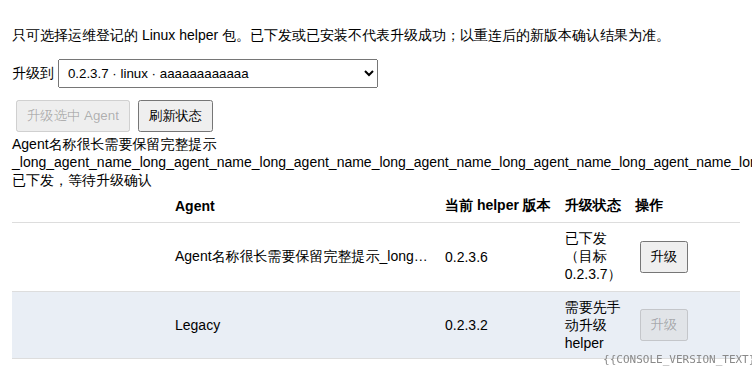 只可选择运维登记的 Linux helper 包。已下发或已安装不代表升级成功；以重连后的新版本确认结果为准。
升级到 0.2.3.7 · linux · aaaaaaaaaaaa
升级选中 Agent 刷新状态
Agent名称很长需要保留完整提示
_long_agent_name_long_agent_name_long_agent_name_long_agent_name_long_agent_name_long_agent_name_lon
已下发，等待升级确认
Agent 当前 helper 版本 升级状态 操作
Agent名称很长需要保留完整提示_long… 0.2.3.6 已下发
（目标
0.2.3.7） 升级
Legacy 0.2.3.2 需要先手
动升级
helper 升级
{{CONSOLE_VERSION_TEXT}